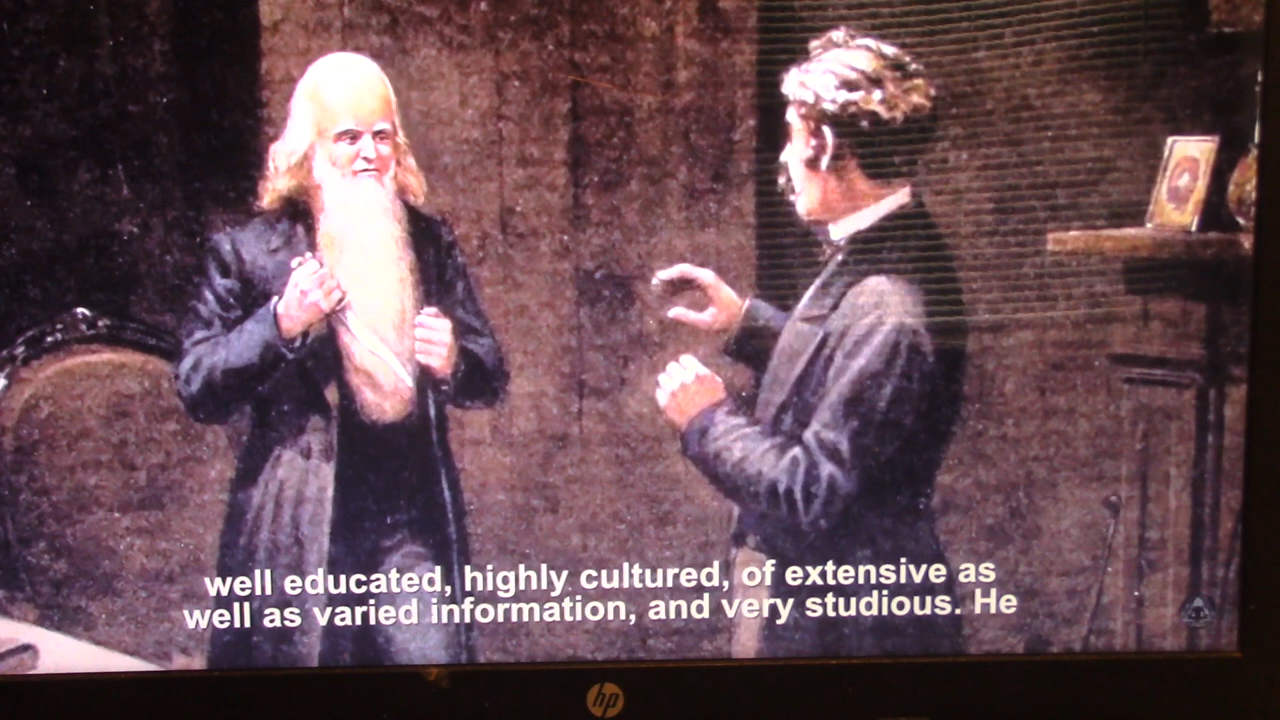 well educated, highly cultured, of extensive as
well as varied information, and very studious. He
hp